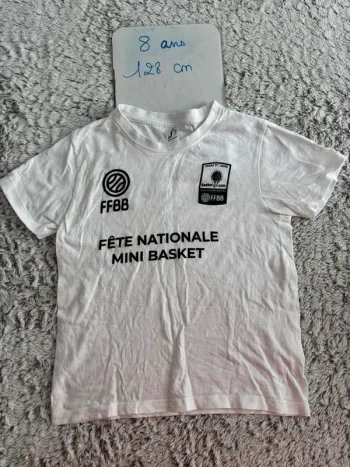 8 ans
128 cm
FFBB
FFBB
FÊTE NATIONALE
MINI BASKET